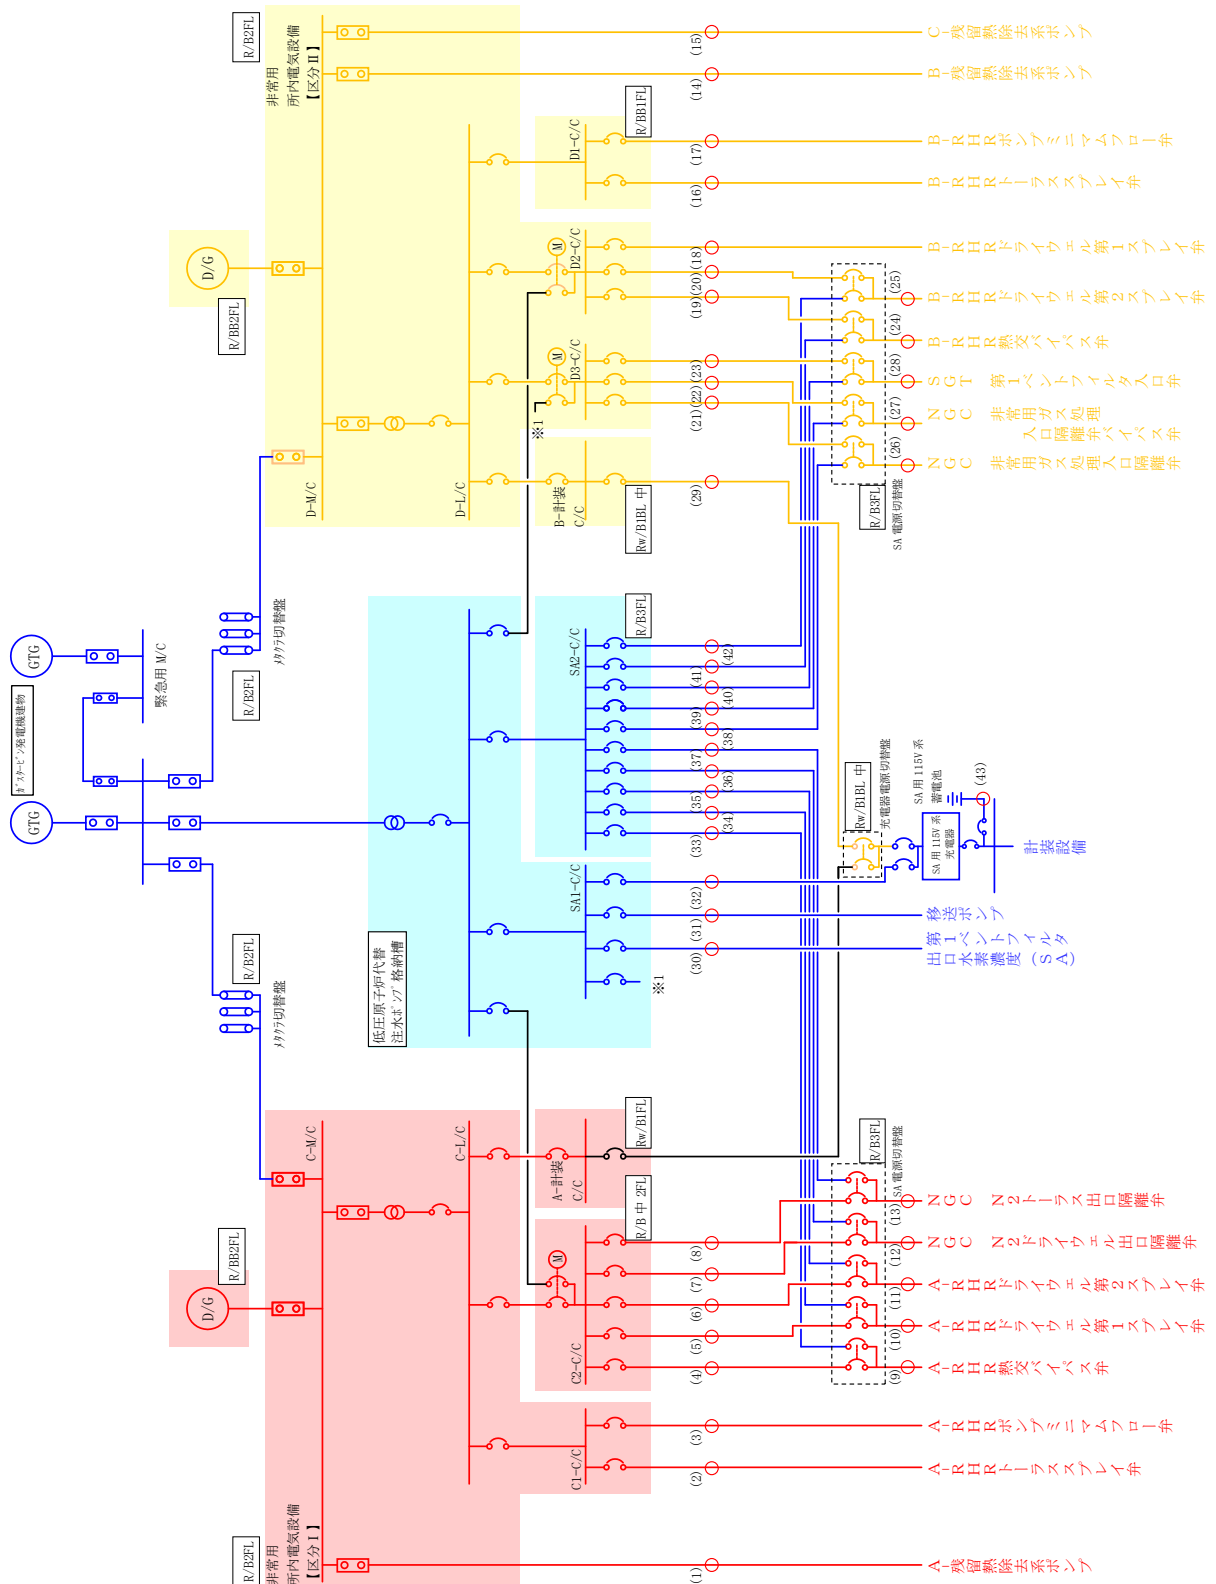 R/B2FL
非常用
所内電気設備
【区分Ⅱ】
D/G
R/BB2FL
D-M/C
D-L/C
D1-C/C
R/BB1FL
D2-C/C
M
D3-C/C
M
※1
B-計装
C/C
Rw/B1BL 中
(15)
(14)
(17)
(16)
(18)
(20)
(19)
(23)
(22)
(21)
(29)
(25)
(24)
(28)
(27)
(26)
R/B3FL
SA 電源切替盤
C-残留熱除去系ポンプ
B-残留熱除去系ポンプ
B-RHRポンプミニマムフロー弁
B-RHRトーラススプレイ弁
B-RHRドライウェル第1スプレイ弁
B-RHRドライウェル第2スプレイ弁
B-RHR熱交バイパス弁
SGT 第1ベントフィルタ入口弁
NGC 非常用ガス処理
入口隔離弁バイパス弁
NGC 非常用ガス処理入口隔離弁
GTG
GTG
ガスタービン発電機建物
緊急用 M/C
メタクラ切替盤
R/B2FL
R/B2FL
メタクラ切替盤
低圧原子炉代替
注水ポンプ格納槽
SA2-C/C
R/B3FL
SA1-C/C
※1
(42)
(41)
(40)
(39)
(38)
(37)
(36)
(35)
(34)
(33)
(32)
(31)
(30)
Rw/B1BL 中
充電器電源切替盤
SA 用 115V 系
充電器
SA 用 115V 系
蓄電池
(43)
計装設備
移送ポンプ
第1ベントフィルタ
出口水素濃度(SA)
R/B2FL
非常用
所内電気設備
【区分Ⅰ】
D/G
R/BB2FL
C-M/C
C-L/C
A-計装
C/C
Rw/B1FL
R/B 中 2FL
M
C2-C/C
C1-C/C
(8)
(7)
(6)
(5)
(4)
(3)
(2)
(1)
R/B3FL
SA 電源切替盤
(13)
(12)
(11)
(10)
(9)
NGC N2トーラス出口隔離弁
NGC N2ドライウェル出口隔離弁
A-RHRドライウェル第2スプレイ弁
A-RHRドライウェル第1スプレイ弁
A-RHR熱交バイパス弁
A-RHRポンプミニマムフロー弁
A-RHRトーラススプレイ弁
A-残留熱除去系ポンプ